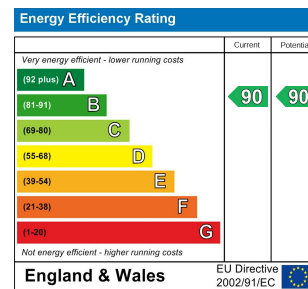 Energy Efficiency Rating
Current Potentia
Very energy efficient - lower running costs
(92 plus) A
(81-91) B
90 90
(69-80) C
(55-68) D
(39-54) E
(21-38) F
(1-20) G
Not energy efficient - higher running costs
England & Wales
EU Directive
2002/91/EC